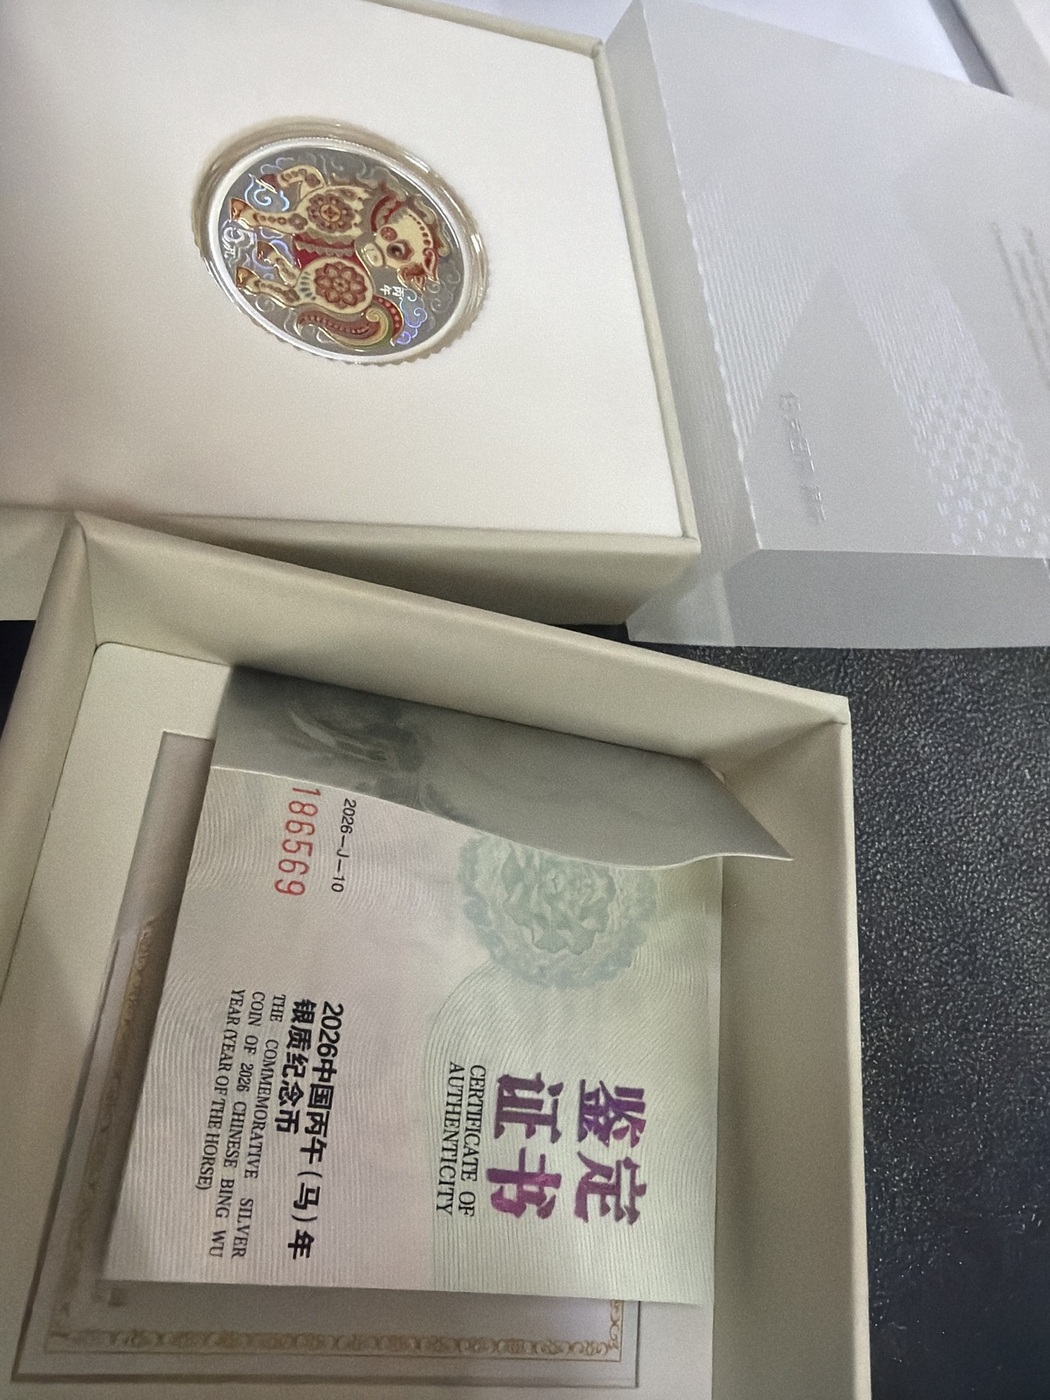 丙午
鉴定
证书
CERTIFICATE OF
AUTHENTICITY
2026中国丙午(马)年
银质纪念币
THE COMMEMORATIVE SILVER
COIN OF 2026 CHINESE BING WU
YEAR (YEAR OF THE HORSE)
2026—J—10
186569